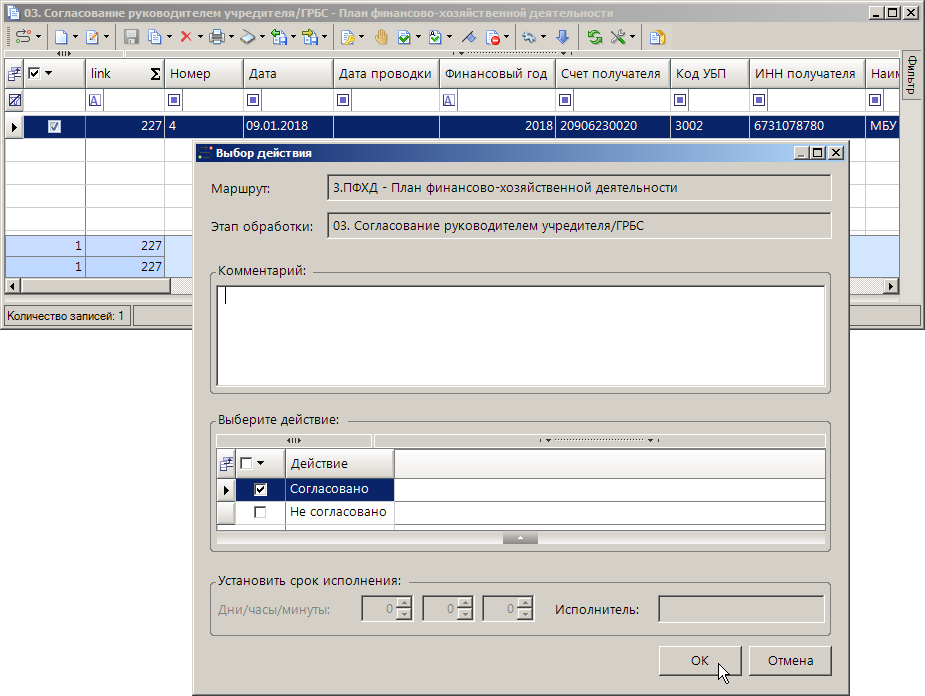 03. Согласование руководителем учредителя/ГРБС - План финансово-хозяйственной деятельности
link Σ Номер Дата Дата проводки Финансовый год Счет получателя Код УБП ИНН получателя Наим
Фильтр
A A
227 4 09.01.2018 2018 20906230020 3002 6731078780 МБУ
1 227
1 227
Количество записей: 1
Выбор действия
Маршрут: 3.ПФХД - План финансово-хозяйственной деятельности
Этап обработки: 03. Согласование руководителем учредителя/ГРБС
Комментарий:
Выберите действие:
Действие
Согласовано
Не согласовано
Установить срок исполнения:
Дни/часы/минуты: 0 0 0 Исполнитель:
ОК Отмена